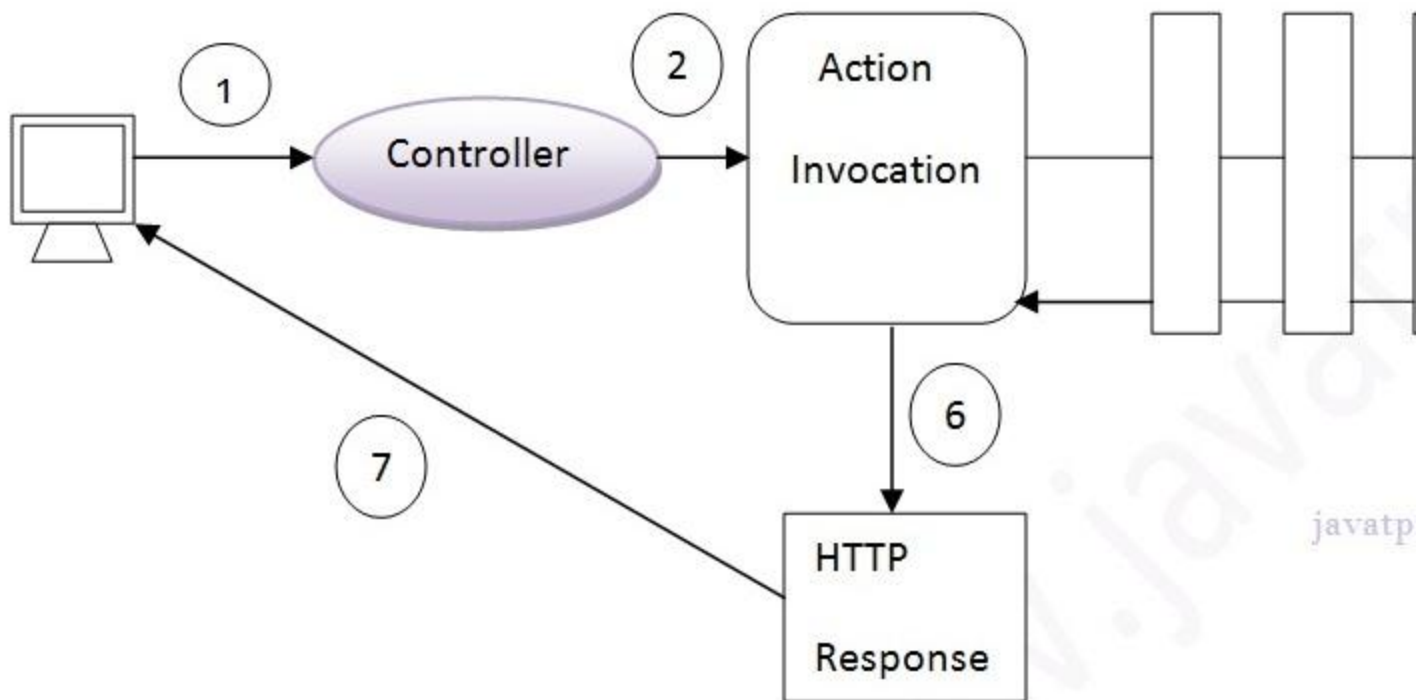 1
2
Controller
Action
Invocation
6
7
HTTP
Response